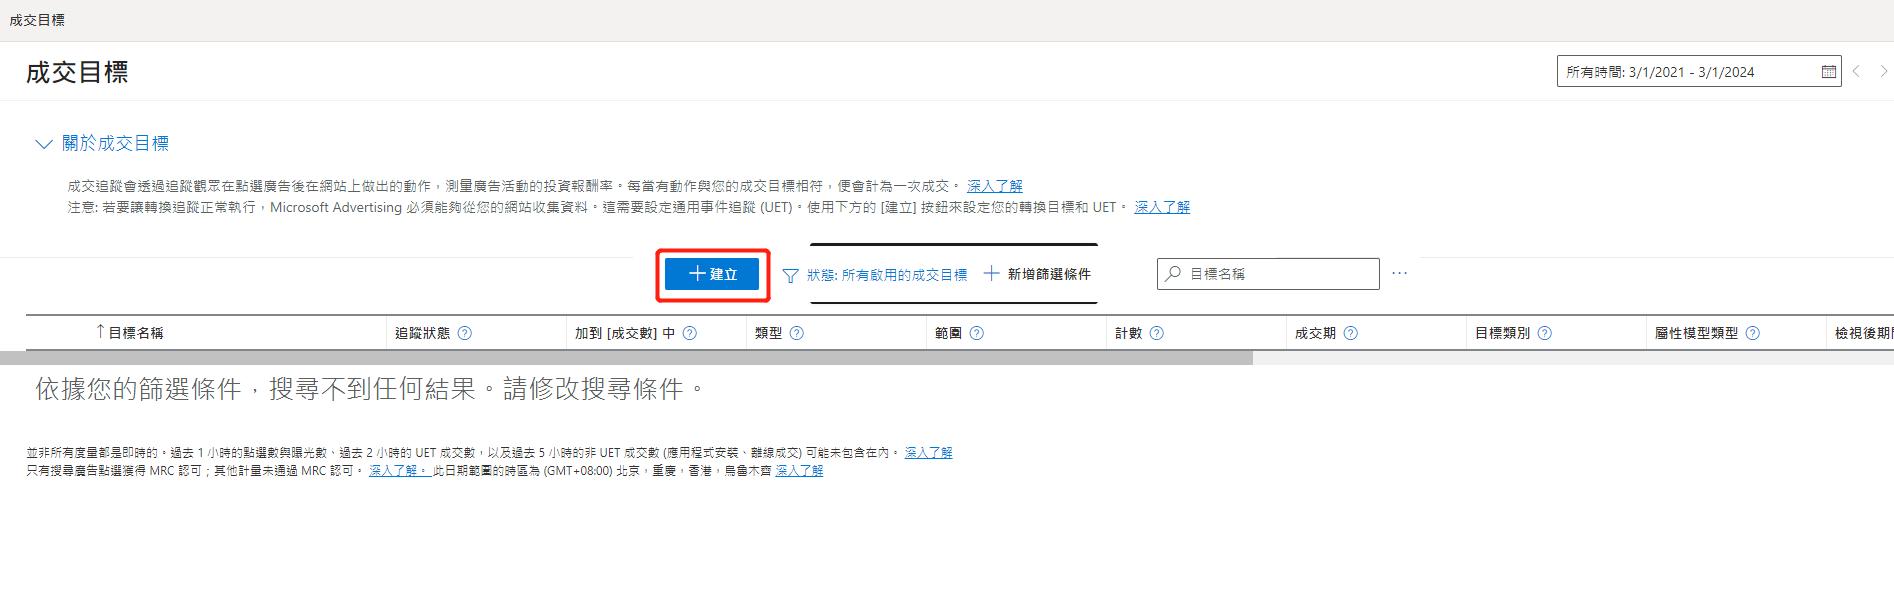 成交目標
成交目標
所有時間: 3/1/2021 - 3/1/2024
關於成交目標
成交追蹤會透過追蹤觀眾在點選廣告後在網站上做出的動作，測量廣告活動的投資報酬率。每當有動作與您的成交目標相符，便會計為一次成交。 深入了解
注意: 若要讓轉換追蹤正常執行，Microsoft Advertising 必須能夠從您的網站收集資料。這需要設定通用事件追蹤 (UET)。使用下方的 [建立] 按鈕來設定您的轉換目標和 UET。 深入了解
建立 狀態: 所有啟用的成交目標 新增篩選條件 目標名稱 ...
↑目標名稱 追蹤狀態 加到 [成交數] 中 類型 範圍 計數 成交期 目標類別 屬性模型類型 檢視後期
依據您的篩選條件，搜尋不到任何結果。請修改搜尋條件。
並非所有度量都是即時的。過去 1 小時的點選數與曝光數、過去 2 小時的 UET 成交數，以及過去 5 小時的非 UET 成交數 (應用程式安裝、離線成交) 可能未包含在內。 深入了解
只有搜尋廣告點選獲得 MRC 認可；其他計量未通過 MRC 認可。 深入了解。 此日期範圍的時區為 (GMT+08:00) 北京，重慶，香港，烏魯木齊 深入了解